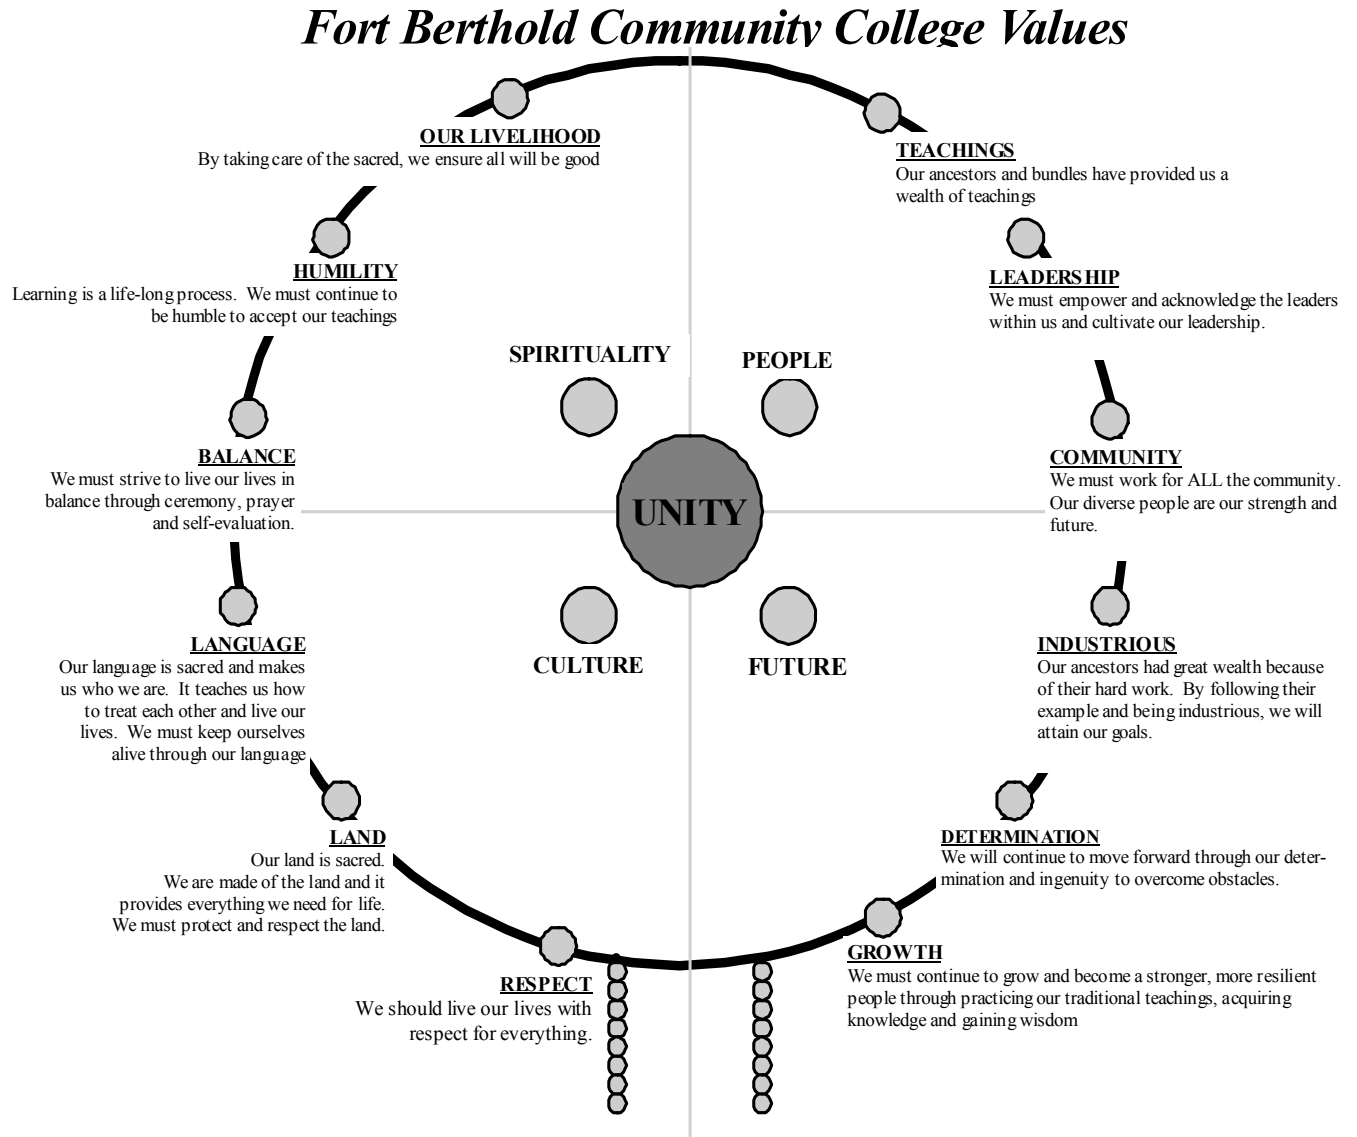 Fort Berthold Community College Values
OUR LIVELIHOOD
By taking care of the sacred, we ensure all will be good
TEACHINGS
Our ancestors and bundles have provided us a
wealth of teachings
HUMILITY
Learning is a life-long process. We must continue to
be humble to accept our teachings
LEADERSHIP
We must empower and acknowledge the leaders
within us and cultivate our leadership.
SPIRITUALITY
PEOPLE
BALANCE
We must strive to live our lives in
balance through ceremony, prayer
and self-evaluation.
UNITY
COMMUNITY
We must work for ALL the community.
Our diverse people are our strength and
future.
CULTURE
FUTURE
LANGUAGE
Our language is sacred and makes
us who we are. It teaches us how
to treat each other and live our
lives. We must keep ourselves
alive through our language
INDUSTRIOUS
Our ancestors had great wealth because
of their hard work. By following their
example and being industrious, we will
attain our goals.
LAND
Our land is sacred.
We are made of the land and it
provides everything we need for life.
We must protect and respect the land.
DETERMINATION
We will continue to move forward through our deter-
mination and ingenuity to overcome obstacles.
RESPECT
We should live our lives with
respect for everything.
GROWTH
We must continue to grow and become a stronger, more resilient
people through practicing our traditional teachings, acquiring
knowledge and gaining wisdom